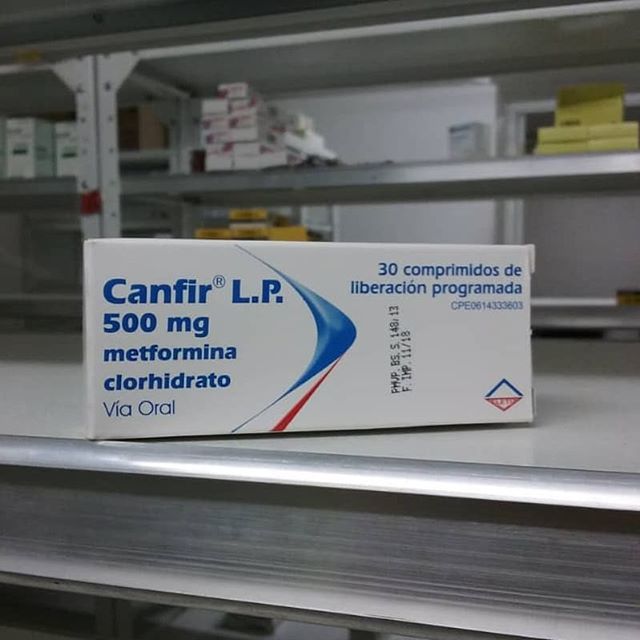 Canfir® L.P.
500 mg
metformina
clorhidrato
Vía Oral
30 comprimidos de
liberación programada
CPE0614333603
PMVP. BS. S. 148,13
F. IMP. 11/18